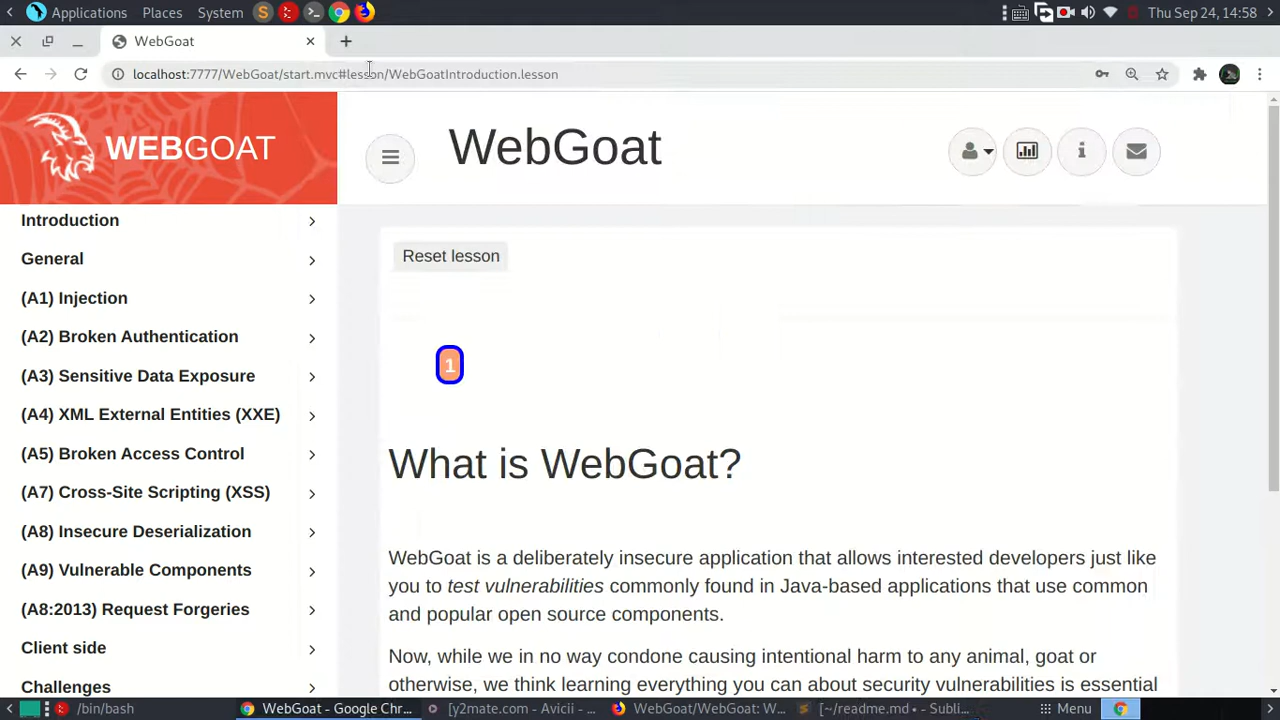 Applications Places System Thu Sep 24, 14:58
WebGoat
localhost:7777/WebGoat/start.mvc#lesson/WebGoatIntroduction.lesson
WEBGOAT
WebGoat
Introduction
General
(A1) Injection
(A2) Broken Authentication
(A3) Sensitive Data Exposure
(A4) XML External Entities (XXE)
(A5) Broken Access Control
(A7) Cross-Site Scripting (XSS)
(A8) Insecure Deserialization
(A9) Vulnerable Components
(A8:2013) Request Forgeries
Client side
Challenges
Reset lesson
1
What is WebGoat?
WebGoat is a deliberately insecure application that allows interested developers just like
you to test vulnerabilities commonly found in Java-based applications that use common
and popular open source components.
Now, while we in no way condone causing intentional harm to any animal, goat or
otherwise, we think learning everything you can about security vulnerabilities is essential
/bin/bash WebGoat - Google Chr... [y2mate.com - Avicii - ... WebGoat/WebGoat: W... [~/readme.md • - Subli... Menu